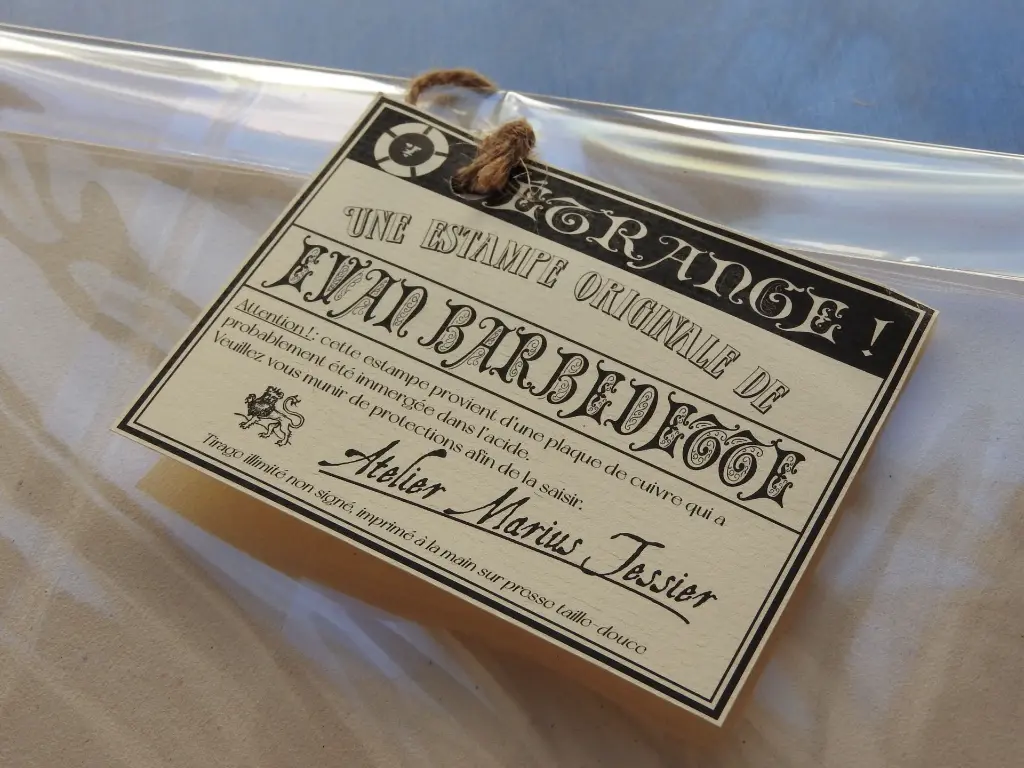 ETRANGE !
UNE ESTAMPE ORIGINALE DE
EVAN BARBEDETTE
Attention ! : cette estampe provient d'une plaque de cuivre qui a
probablement été immergée dans l'acide.
Veuillez vous munir de protections afin de la saisir.
Atelier Marius Tessier
Tirage illimité non signé, imprimé à la main sur presse taille-douce